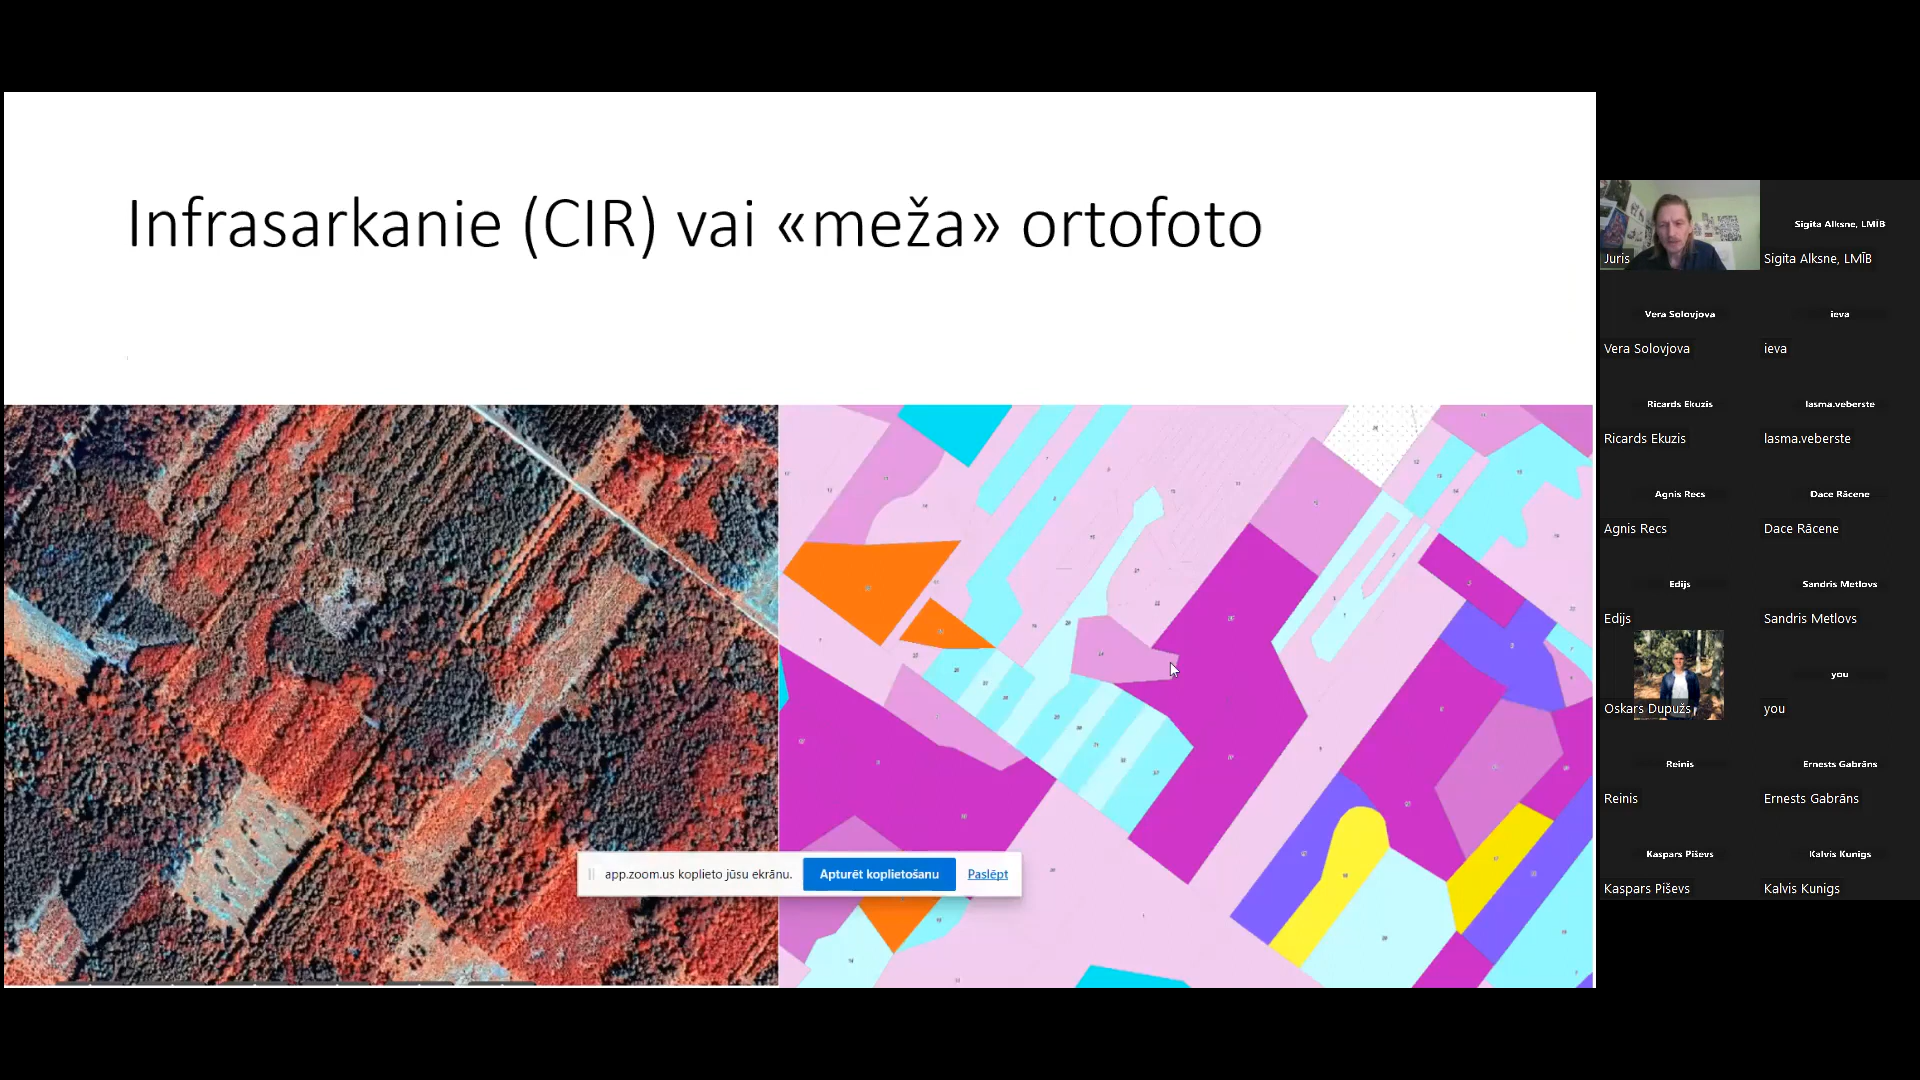 Infrasarkanie (CIR) vai «meža» ortofoto
app.zoom.us koplieto jūsu ekrānu.
Apturēt koplietošanu
Paslēpt
Juris
Sigita Alksne, LMĪB
Sigita Alksne, LMĪB
Vera Solovjova
Vera Solovjova
ieva
ieva
Ricards Ekuzis
Ricards Ekuzis
lasma.veberste
lasma.veberste
Agnis Recs
Agnis Recs
Dace Rācene
Dace Rācene
Edijs
Edijs
Sandris Metlovs
Sandris Metlovs
Oskars Dupužs
you
you
Reinis
Reinis
Ernests Gabrāns
Ernests Gabrāns
Kaspars Piševs
Kaspars Piševs
Kalvis Kunigs
Kalvis Kunigs